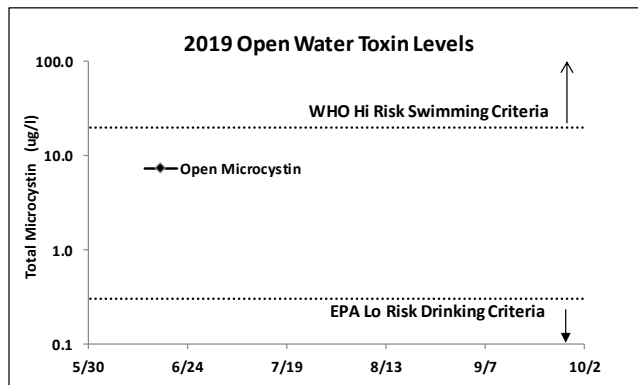 2019 Open Water Toxin Levels
100.0
WHO Hi Risk Swimming Criteria
10.0
Open Microcystin
Total Microcystin (ug/l)
1.0
EPA Lo Risk Drinking Criteria
0.1
5/30 6/24 7/19 8/13 9/7 10/2